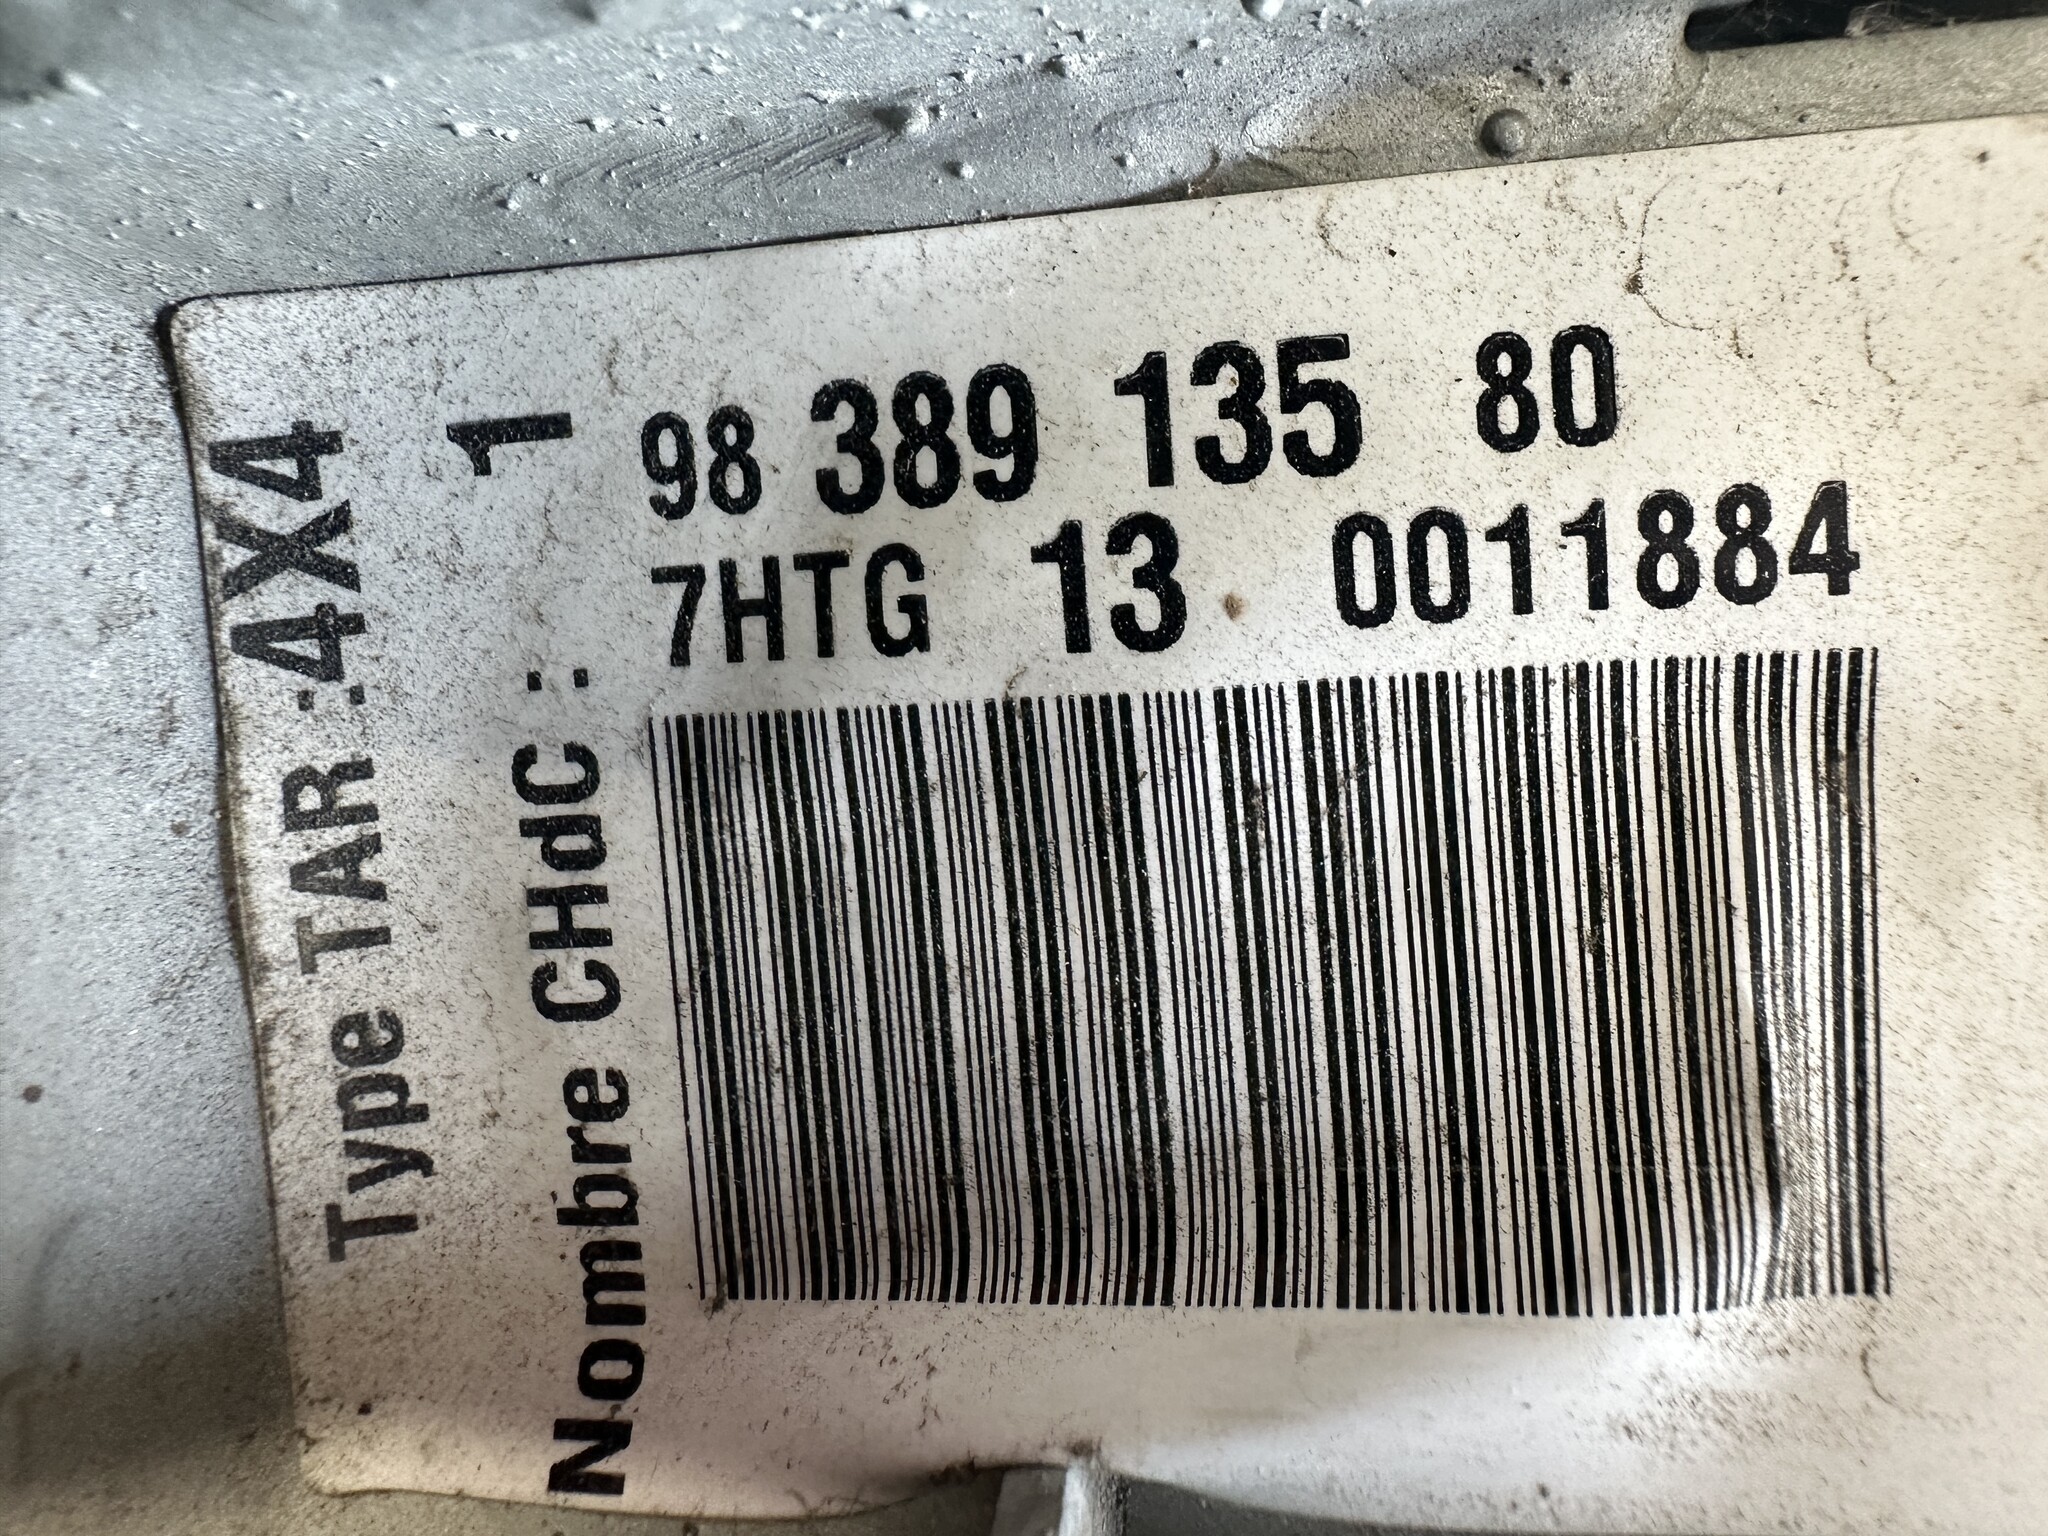 98 389 135 80
7HTG 13 0011884
Type TAR :4X4
Nombre CHdC: 1